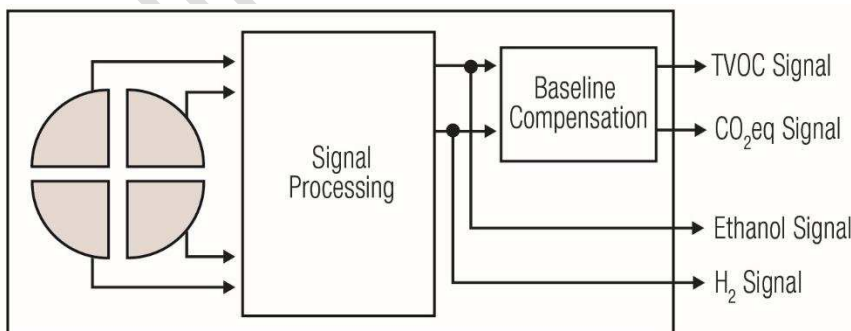 Signal
Processing
Baseline
Compensation
TVOC Signal
CO₂eq Signal
Ethanol Signal
H₂ Signal